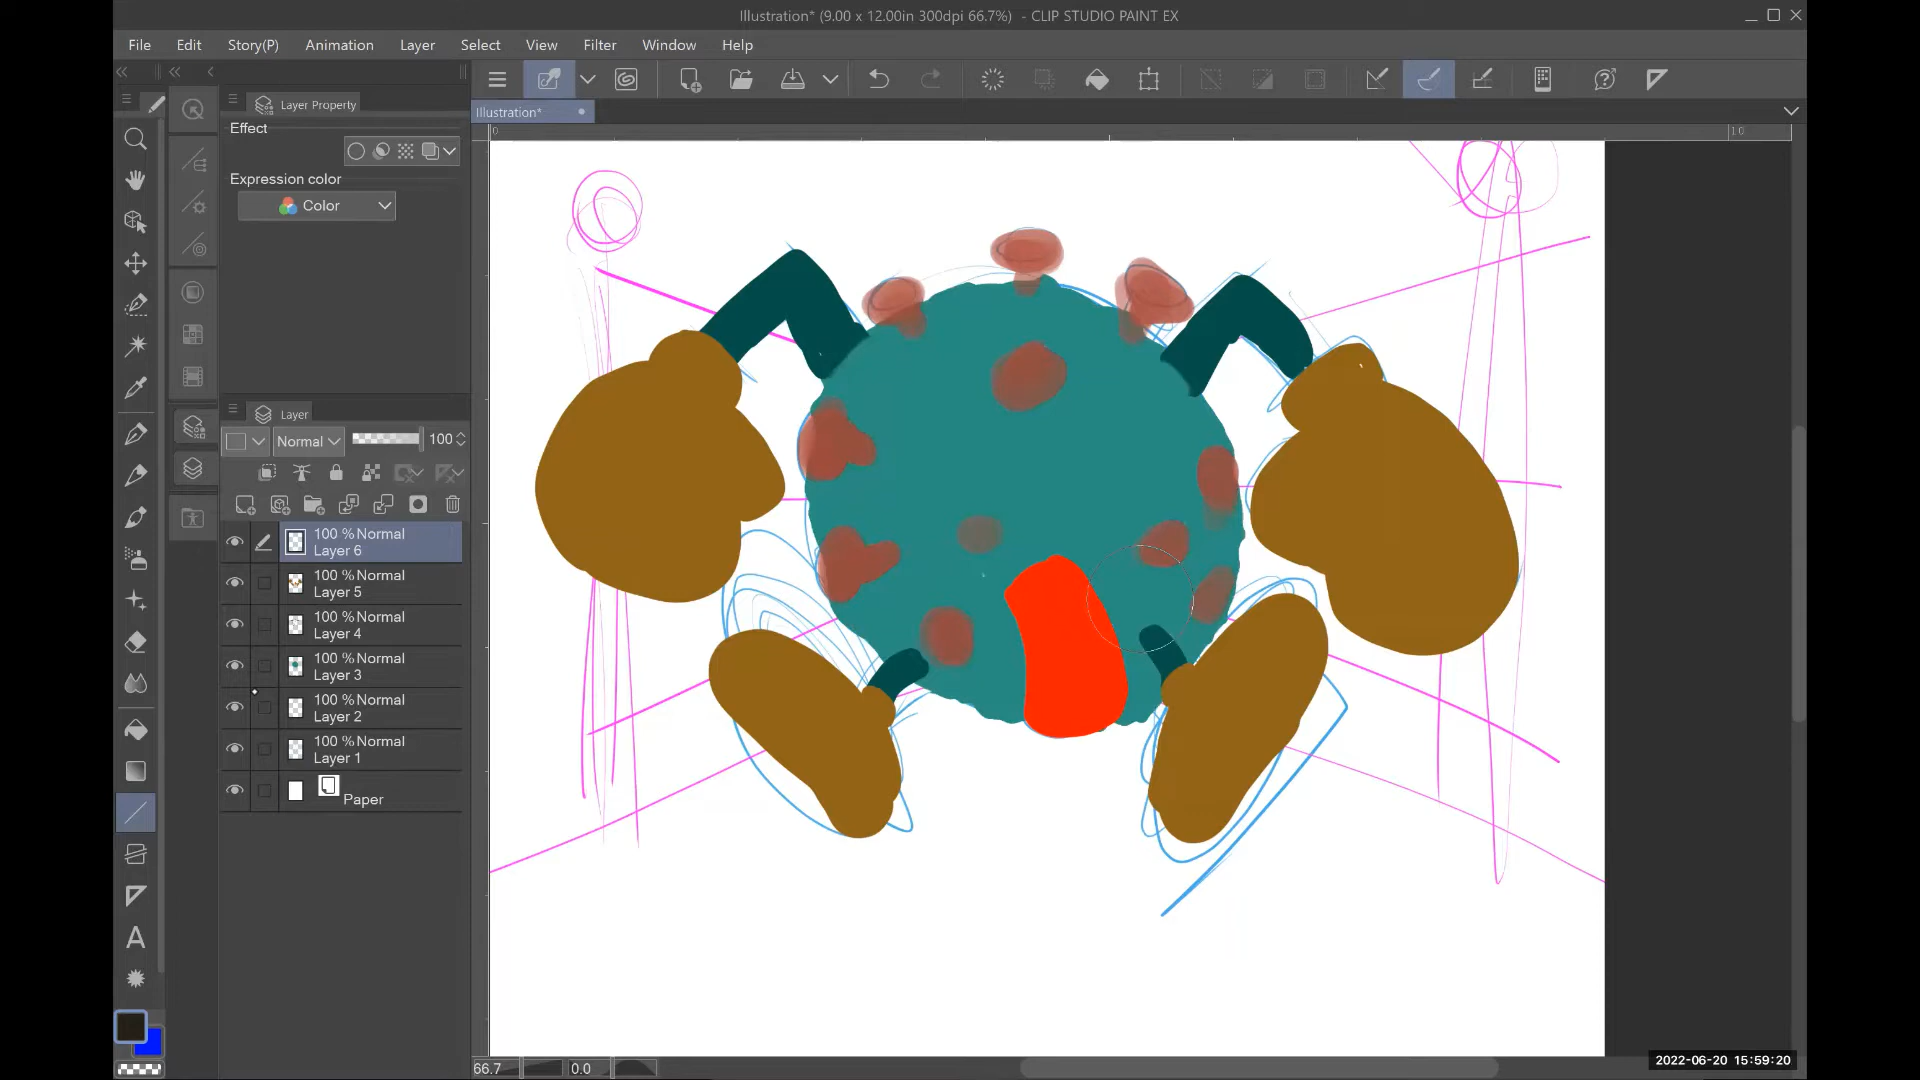 Illustration* (9.00 x 12.00in 300dpi 66.7%) - CLIP STUDIO PAINT EX
File Edit Story(P) Animation Layer Select View Filter Window Help
Layer Property
Illustration*
Effect
0
10
Expression color
Color
Layer
Normal 100
100 % Normal
Layer 6
100 % Normal
Layer 5
100 % Normal
Layer 4
100 % Normal
Layer 3
100 % Normal
Layer 2
100 % Normal
Layer 1
Paper
A
66.7 0.0
2022-06-20 15:59:20